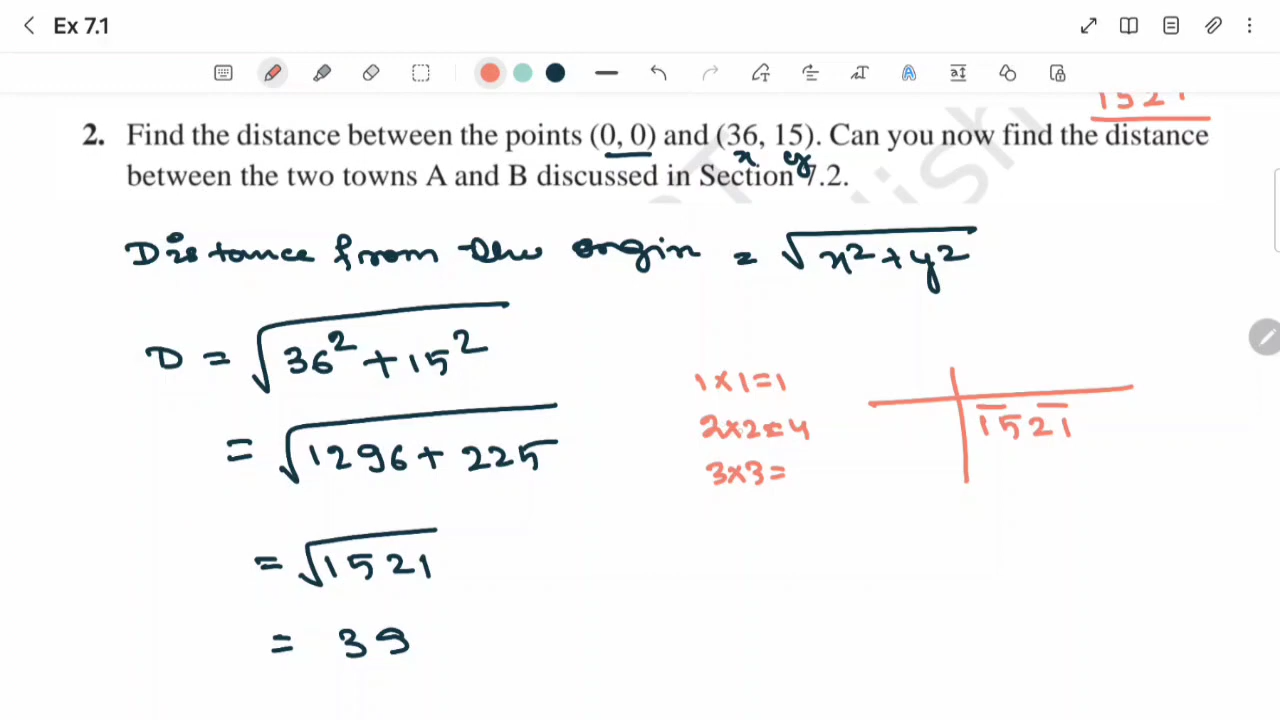 Ex 7.1
1521
2. Find the distance between the points (0, 0) and (36, 15). Can you now find the distance
x y
between the two towns A and B discussed in Section 7.2.
Distance from the origin = √x² + y²
D = √36² + 15²
= √1296 + 225
= √1521
= 39
1 × 1 = 1
2 × 2 = 4
3 × 3 =
1521